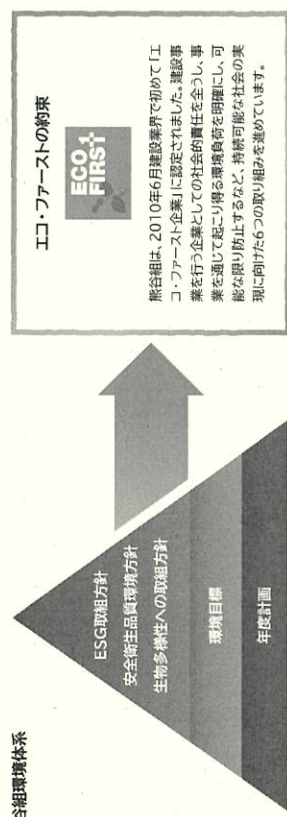 谷組環境体系
ESG取組方針
安全衛生品質環境方針
生物多様性への取組方針
環境目標
年度計画
エコ・ファーストの約束
ECO
FIRST
熊谷組は、2010年6月建設業界で初めて「エ
コ・ファースト企業」に認定されました。建設事
業を行う企業としての社会的責任を全うし、事
業を通じて起こり得る環境負荷を明確にし、可
能な限り防止するなど、持続可能な社会の実
現に向けた6つの取り組みを進めています。